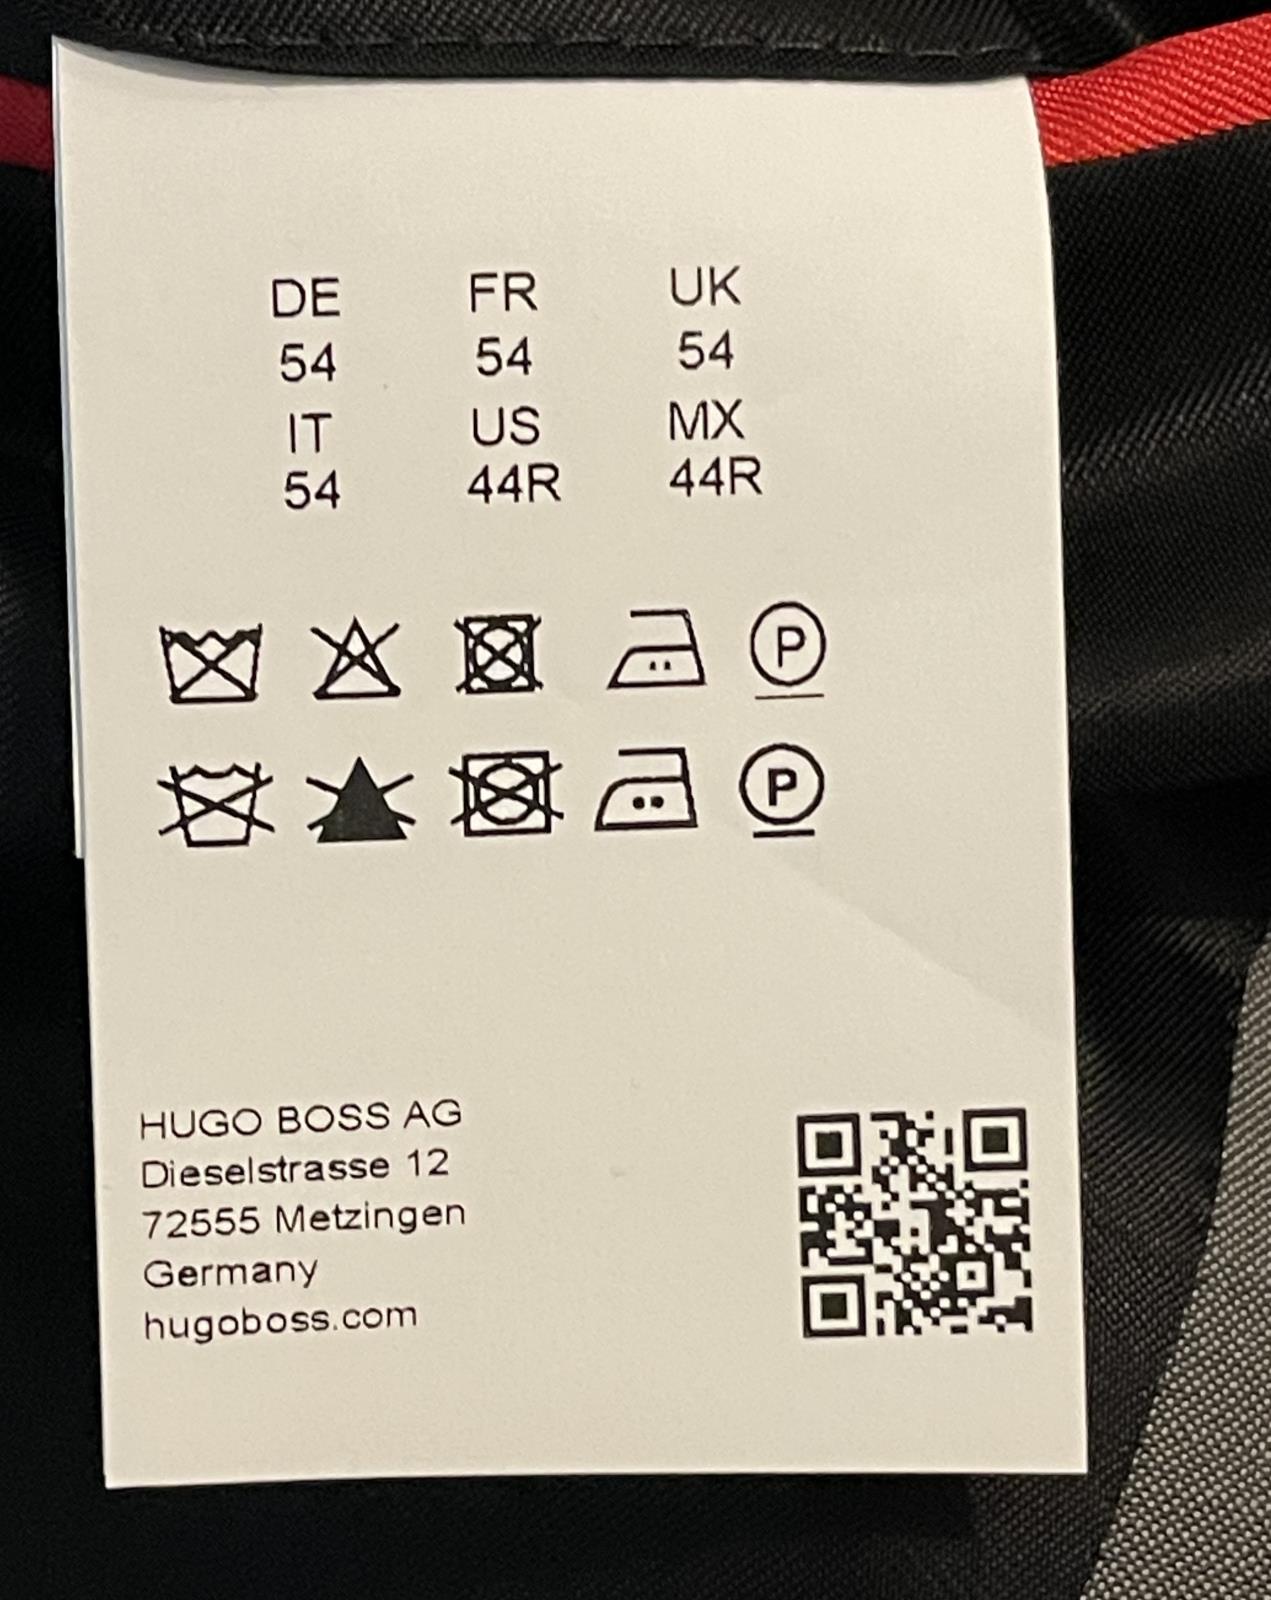 DE FR UK
54 54 54
IT US MX
54 44R 44R
P
P
HUGO BOSS AG
Dieselstrasse 12
72555 Metzingen
Germany
hugoboss.com